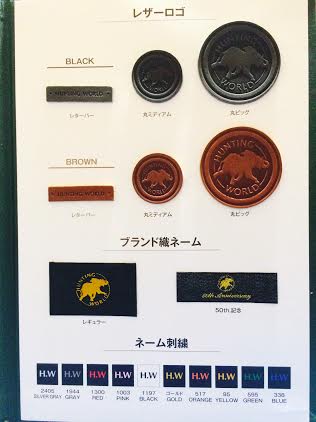 レザーロゴ
BLACK
HUNTING WORLD
HUNTING
WORLD
レターバー
丸ミディアム
丸ビッグ
BROWN
HUNTING WORLD
HUNTING
WORLD
レターバー
丸ミディアム
丸ビッグ
ブランド織ネーム
HUNTING
WORLD
50th Anniversary
レギュラー
50th.記念
ネーム刺繍
H.W H.W H.W H.W H.W H.W H.W H.W H.W H.W
2405 1944 1300 1003 1197 ゴールド 517 85 595 336
SILVER GRAY GRAY RED PINK BLACK GOLD ORANGE YELLOW GREEN BLUE